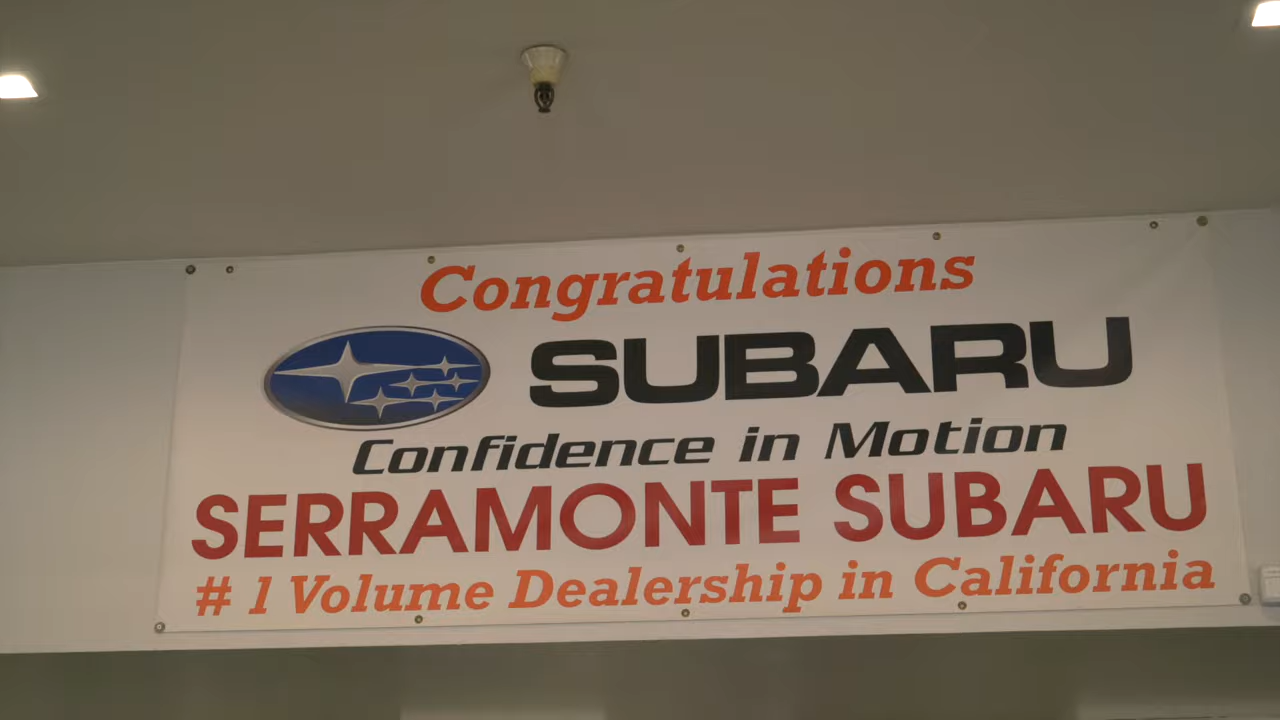 Congratulations
SUBARU
Confidence in Motion
SERRAMONTE SUBARU
# 1 Volume Dealership in California